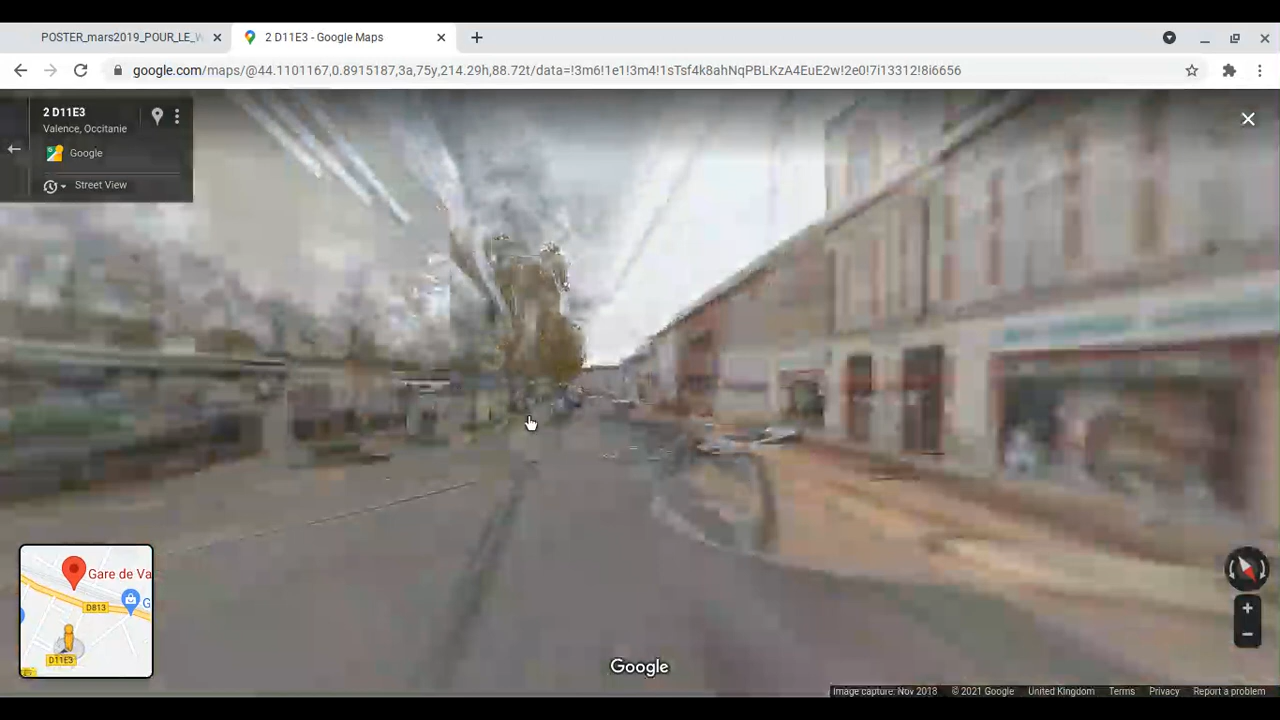 POSTER_mars2019_POUR_LE_W
2 D11E3 - Google Maps
google.com/maps/@44.1101167,0.8915187,3a,75y,214.29h,88.72t/data=!3m6!1e1!3m4!1sTsf4k8ahNqPBLKzA4EuE2w!2e0!7i13312!8i6656
2 D11E3
Valence, Occitanie
Google
Street View
Gare de Va
G
D813
D11E3
Google
Image capture: Nov 2018 © 2021 Google United Kingdom Terms Privacy Report a problem